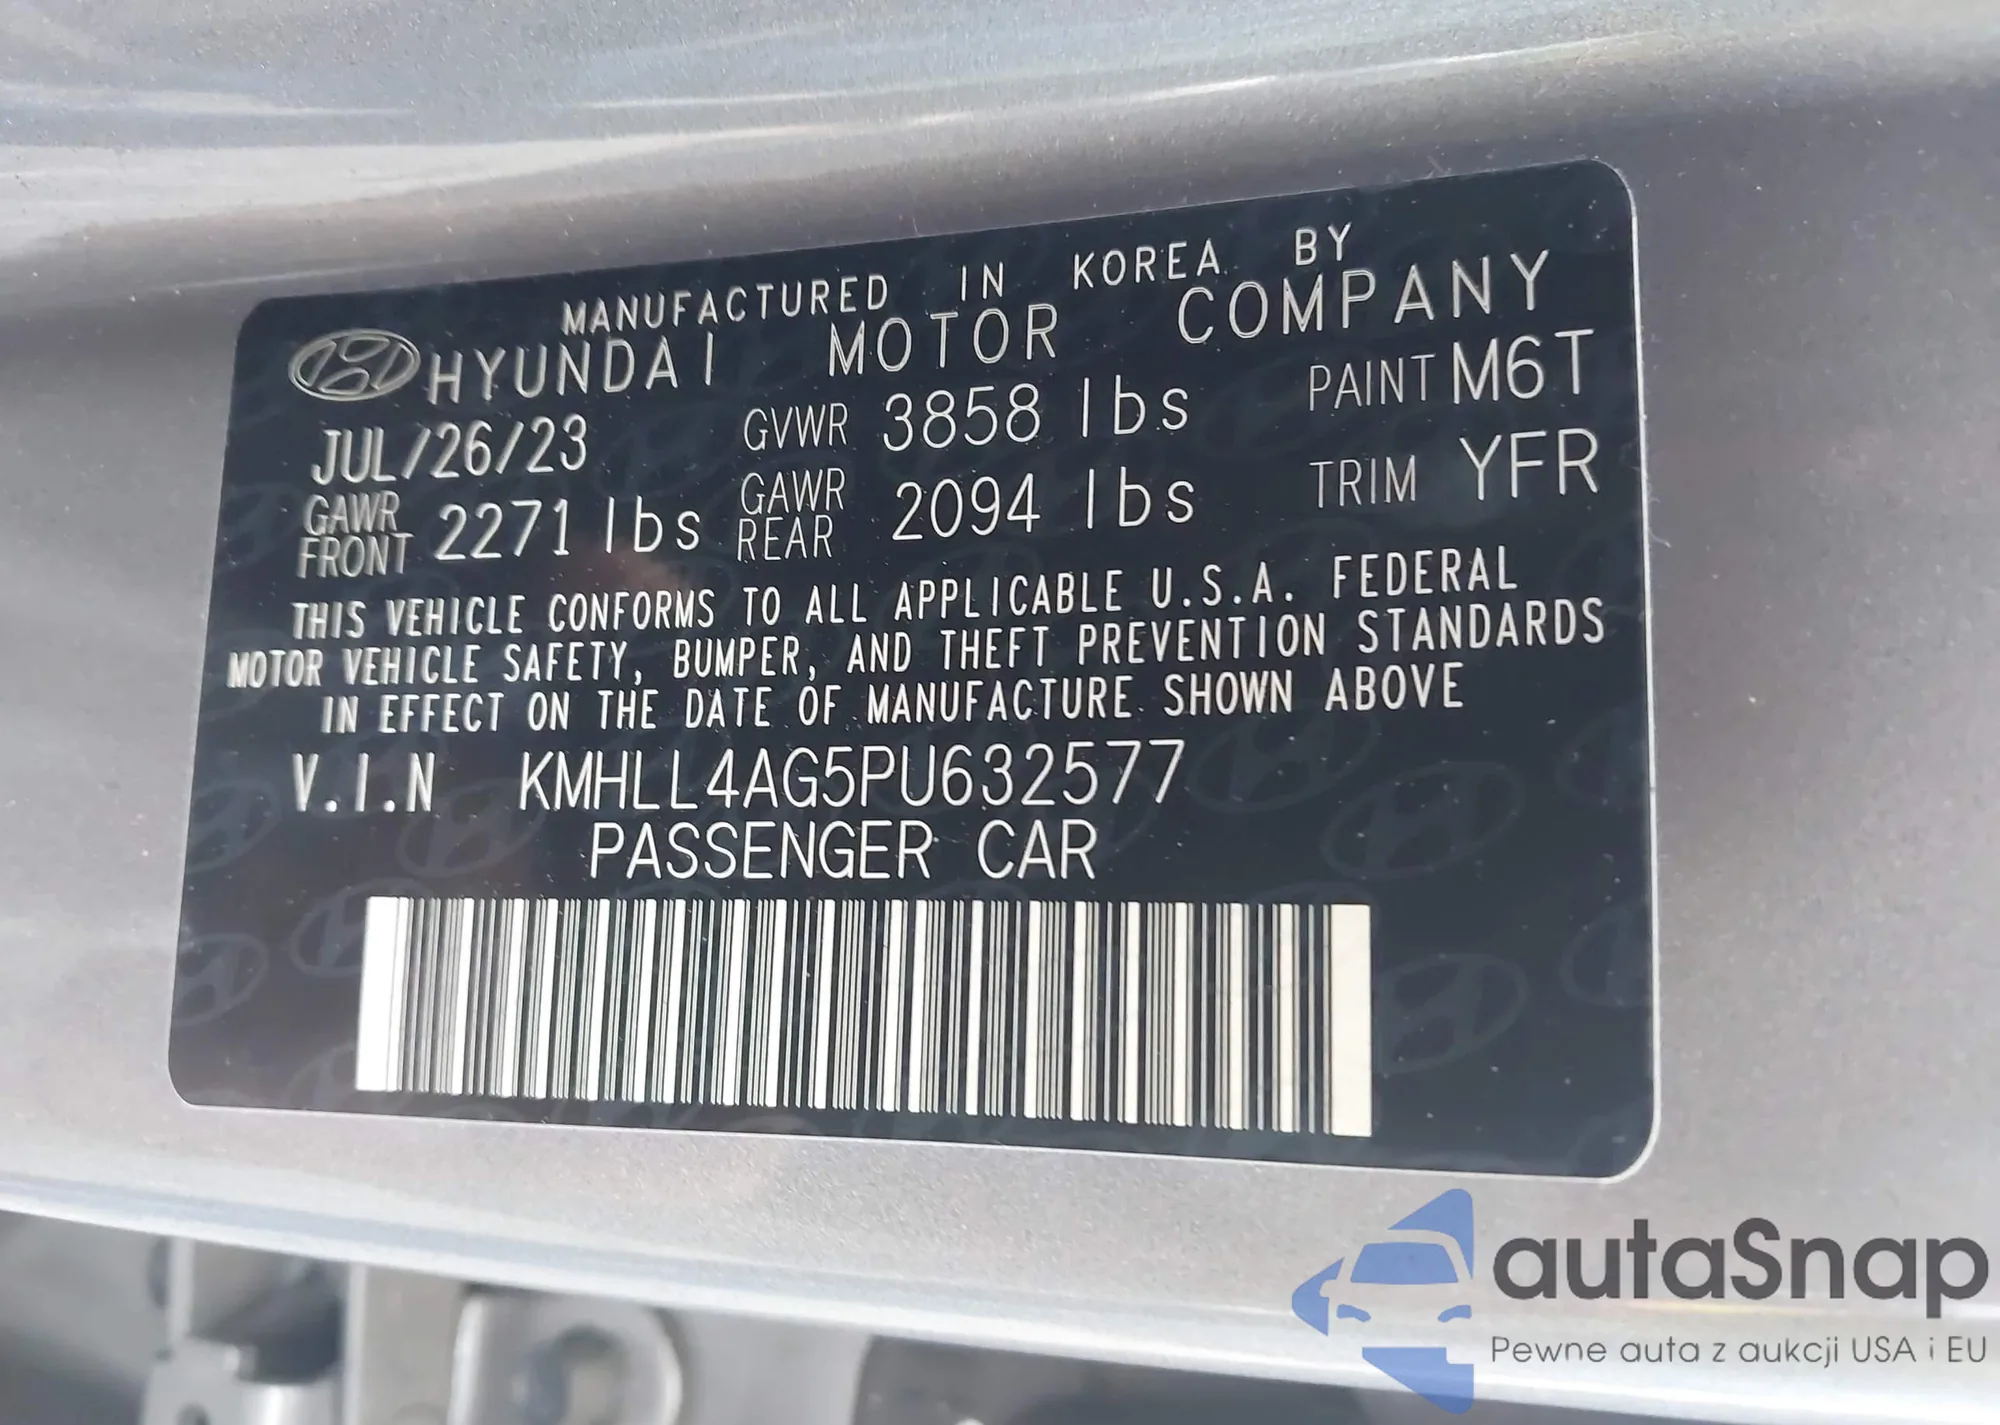 MANUFACTURED IN KOREA BY
HYUNDAI MOTOR COMPANY
JUL/26/23 GVWR 3858 lbs PAINT M6T
GAWR FRONT 2271 lbs GAWR REAR 2094 lbs TRIM YFR
THIS VEHICLE CONFORMS TO ALL APPLICABLE U.S.A. FEDERAL
MOTOR VEHICLE SAFETY, BUMPER, AND THEFT PREVENTION STANDARDS
IN EFFECT ON THE DATE OF MANUFACTURE SHOWN ABOVE
V.I.N KMHLL4AG5PU632577
PASSENGER CAR
autaSnap
Pewne auta z aukcji USA i EU